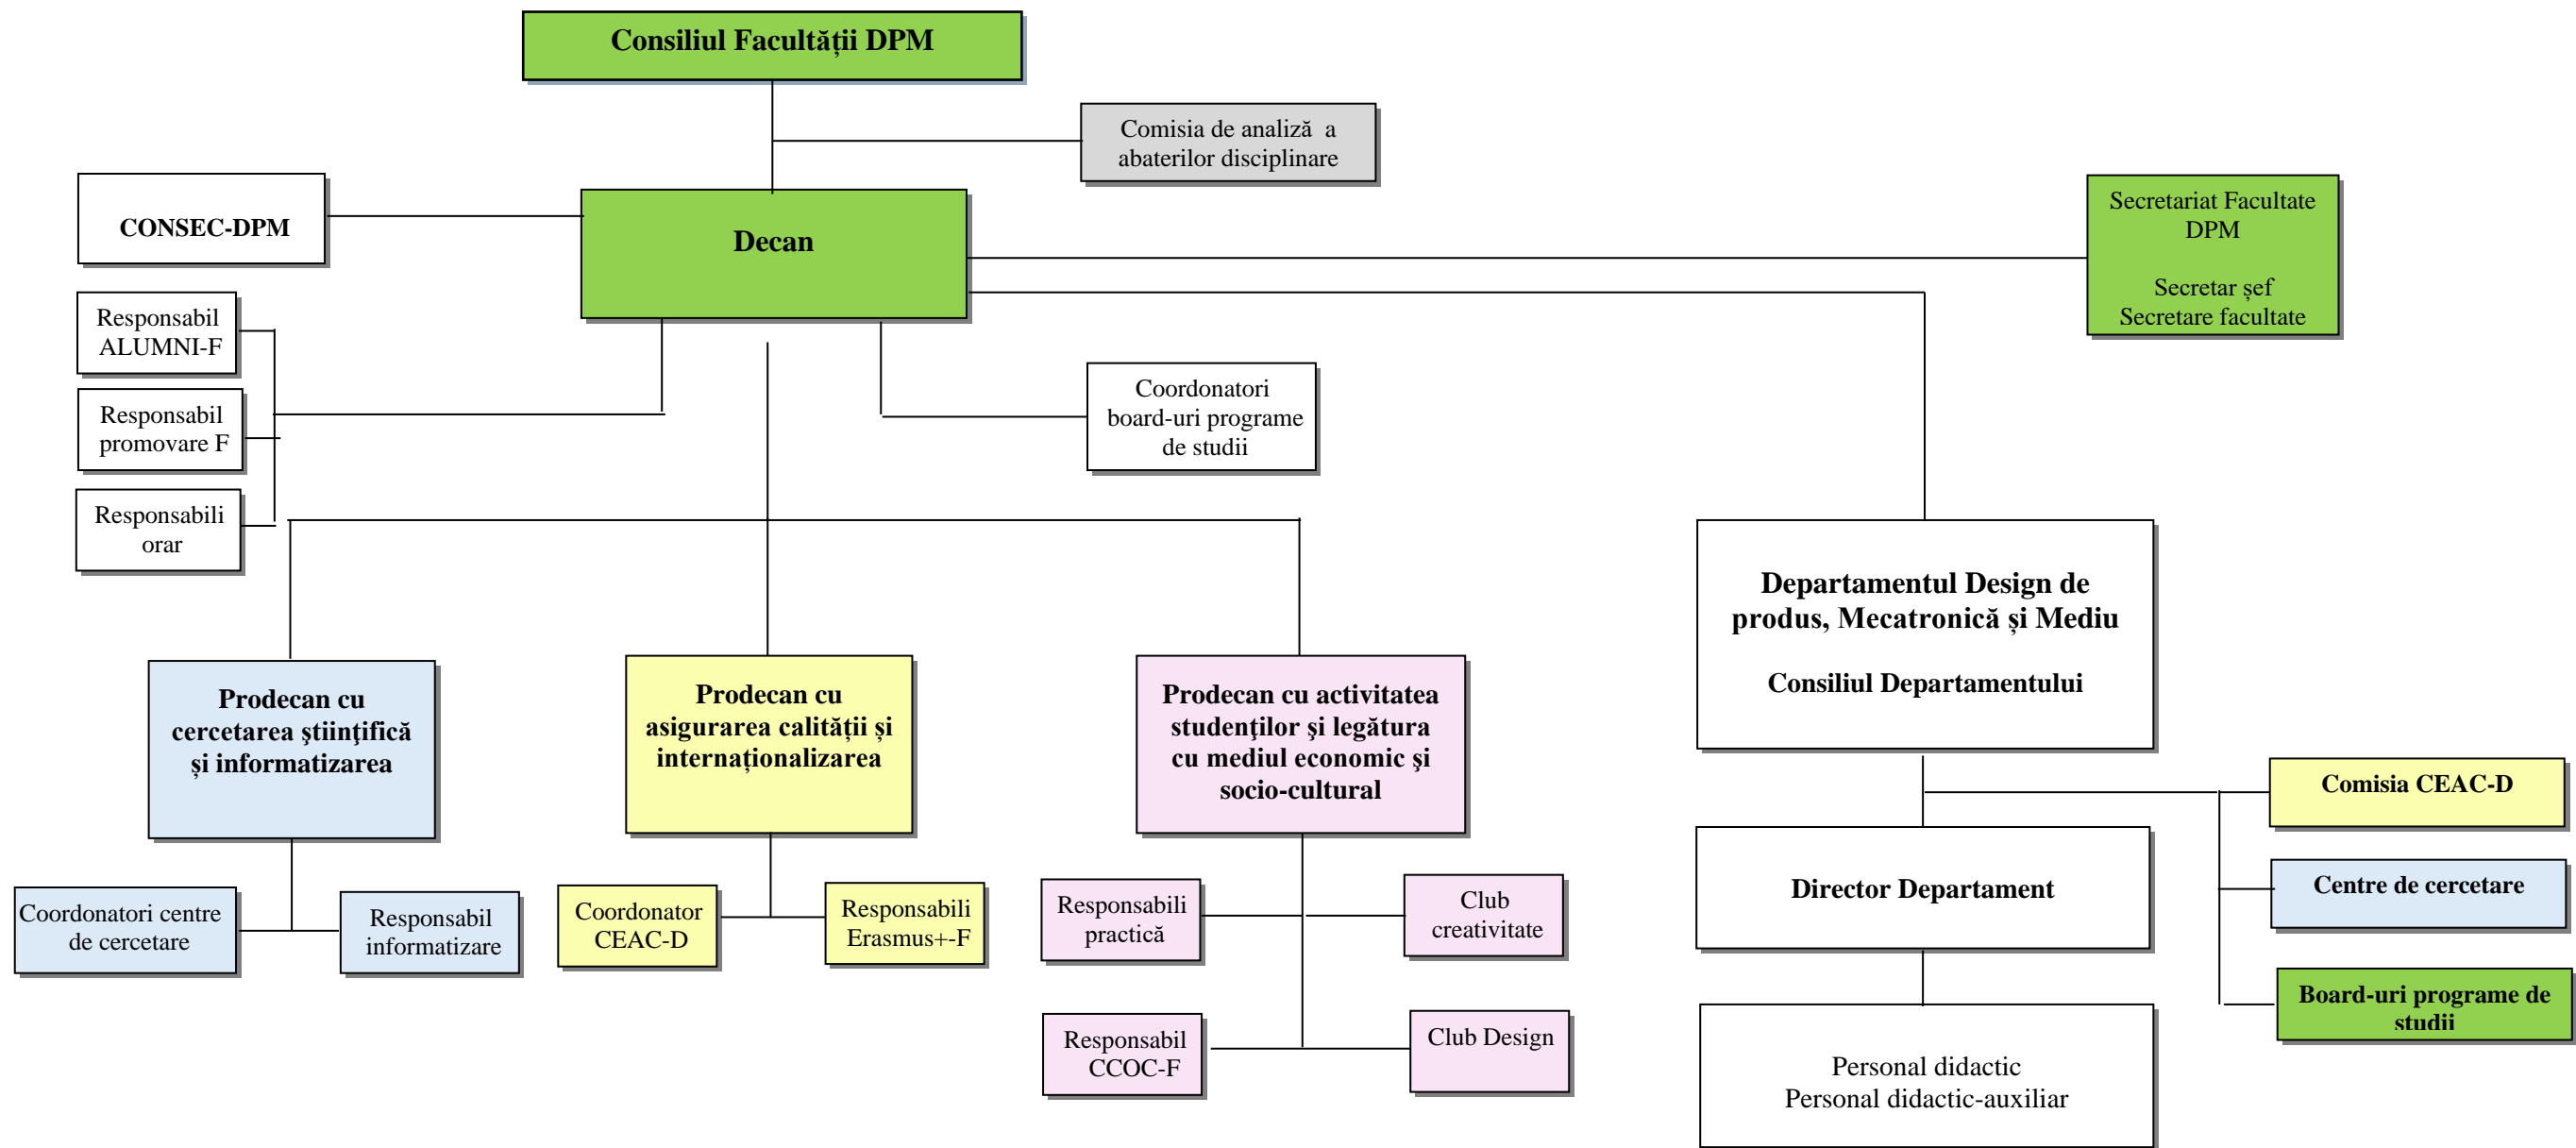 Consiliul Facultății DPM
Comisia de analiză a
abaterilor disciplinare
CONSEC-DPM
Decan
Secretariat Facultate
DPM
Secretar șef
Secretare facultate
Responsabil
ALUMNI-F
Responsabil
promovare F
Responsabili
orar
Coordonatori
board-uri programe
de studii
Departamentul Design de
produs, Mecatronică și Mediu
Consiliul Departamentului
Prodecan cu
cercetarea ştiinţifică
și informatizarea
Prodecan cu
asigurarea calității și
internaționalizarea
Prodecan cu activitatea
studenţilor şi legătura
cu mediul economic şi
socio-cultural
Comisia CEAC-D
Director Departament
Centre de cercetare
Board-uri programe de
studii
Coordonatori centre
de cercetare
Responsabil
informatizare
Coordonator
CEAC-D
Responsabili
Erasmus+-F
Responsabili
practică
Club
creativitate
Responsabil
CCOC-F
Club Design
Personal didactic
Personal didactic-auxiliar